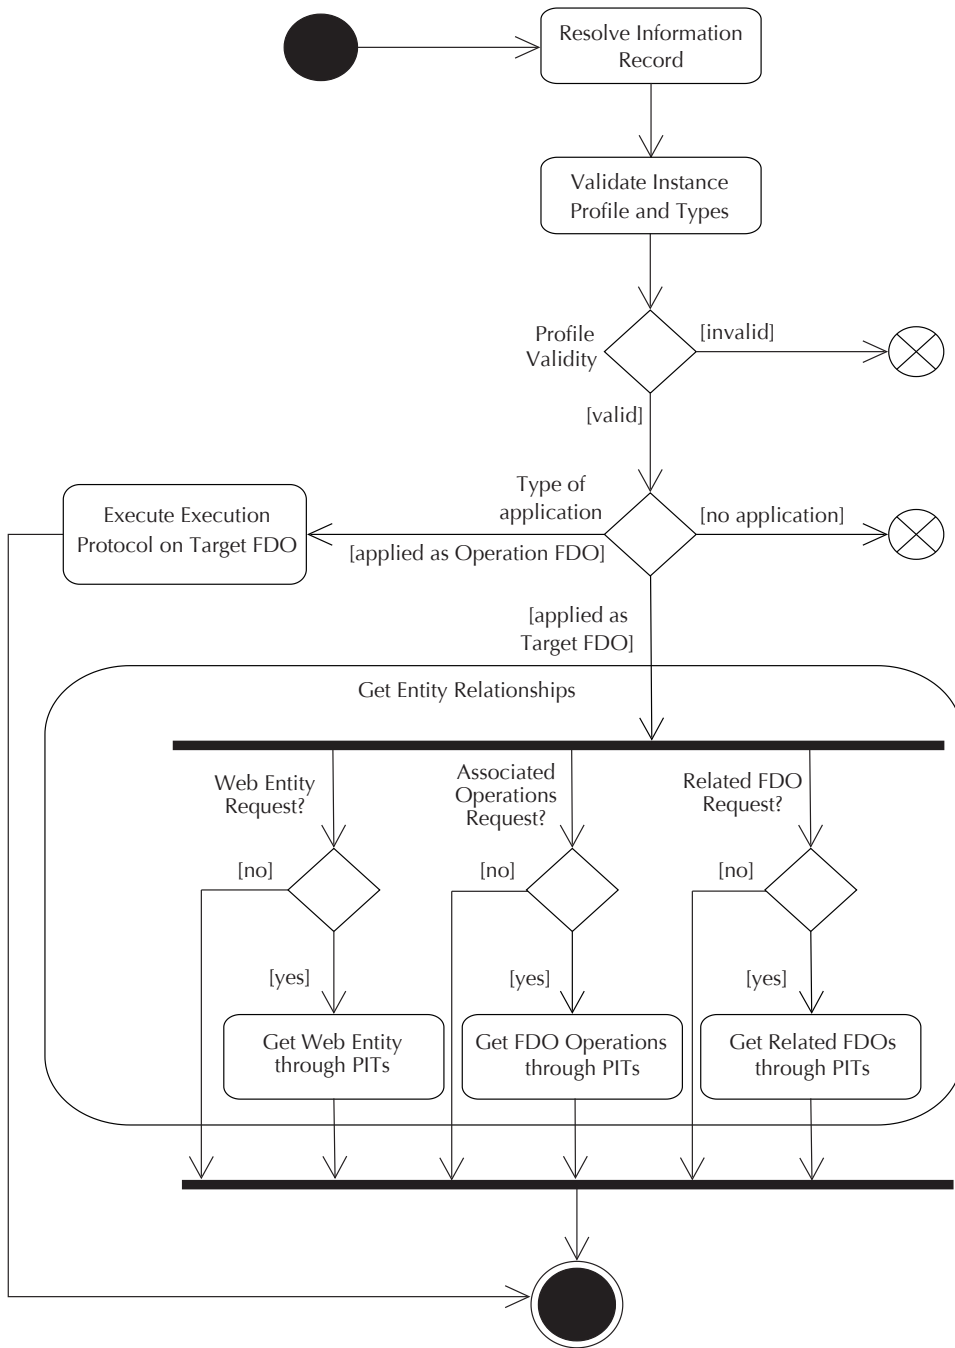 Resolve Information
Record
Validate Instance
Profile and Types
Profile
Validity
[invalid]
[valid]
Type of
application
[no application]
Execute Execution
Protocol on Target FDO
[applied as Operation FDO]
[applied as
Target FDO]
Get Entity Relationships
Web Entity
Request?
Associated
Operations
Request?
Related FDO
Request?
[no]
[no]
[no]
[yes]
[yes]
[yes]
Get Web Entity
through PITs
Get FDO Operations
through PITs
Get Related FDOs
through PITs